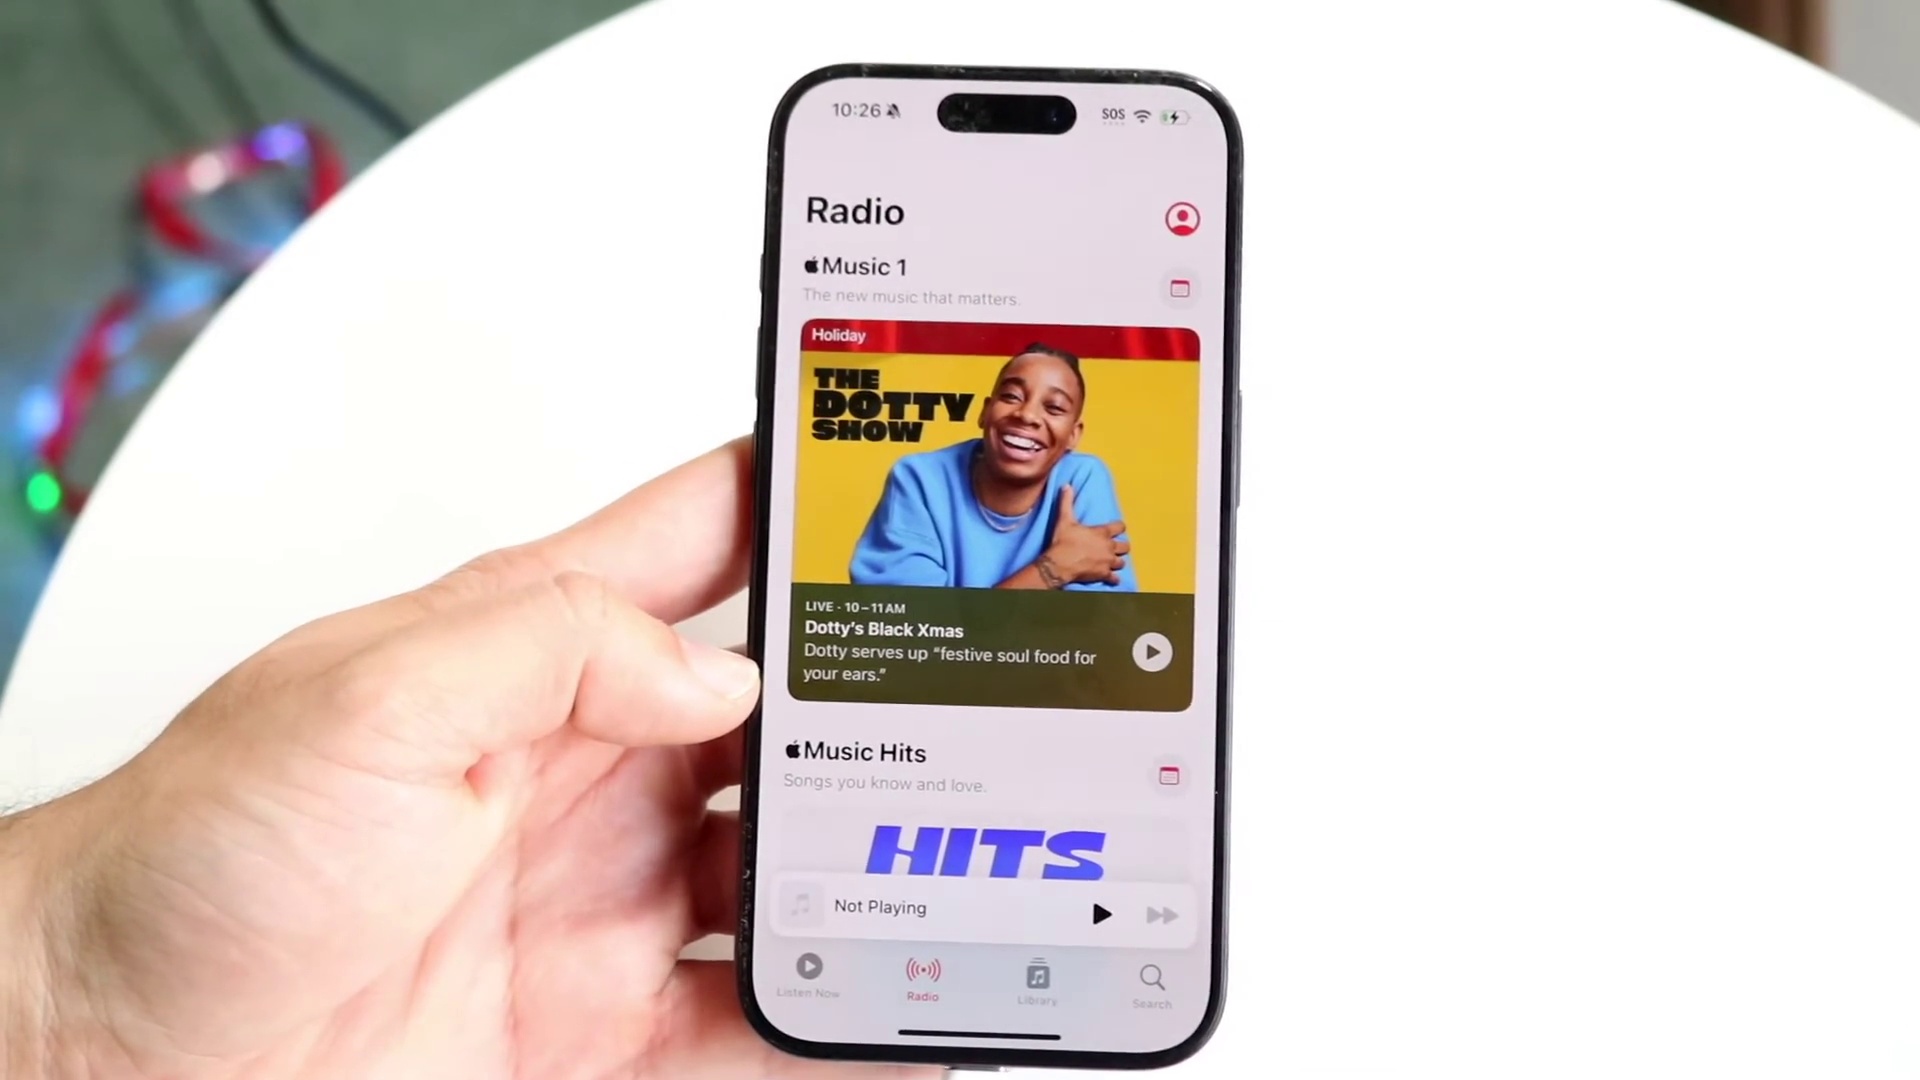 10:26
SOS
Radio
Music 1
The new music that matters.
Holiday
THE
DOTTY
SHOW
LIVE · 10–11 AM
Dotty's Black Xmas
Dotty serves up “festive soul food for
your ears.”
Music Hits
Songs you know and love.
HITS
Not Playing
Listen Now
Radio
Library
Search